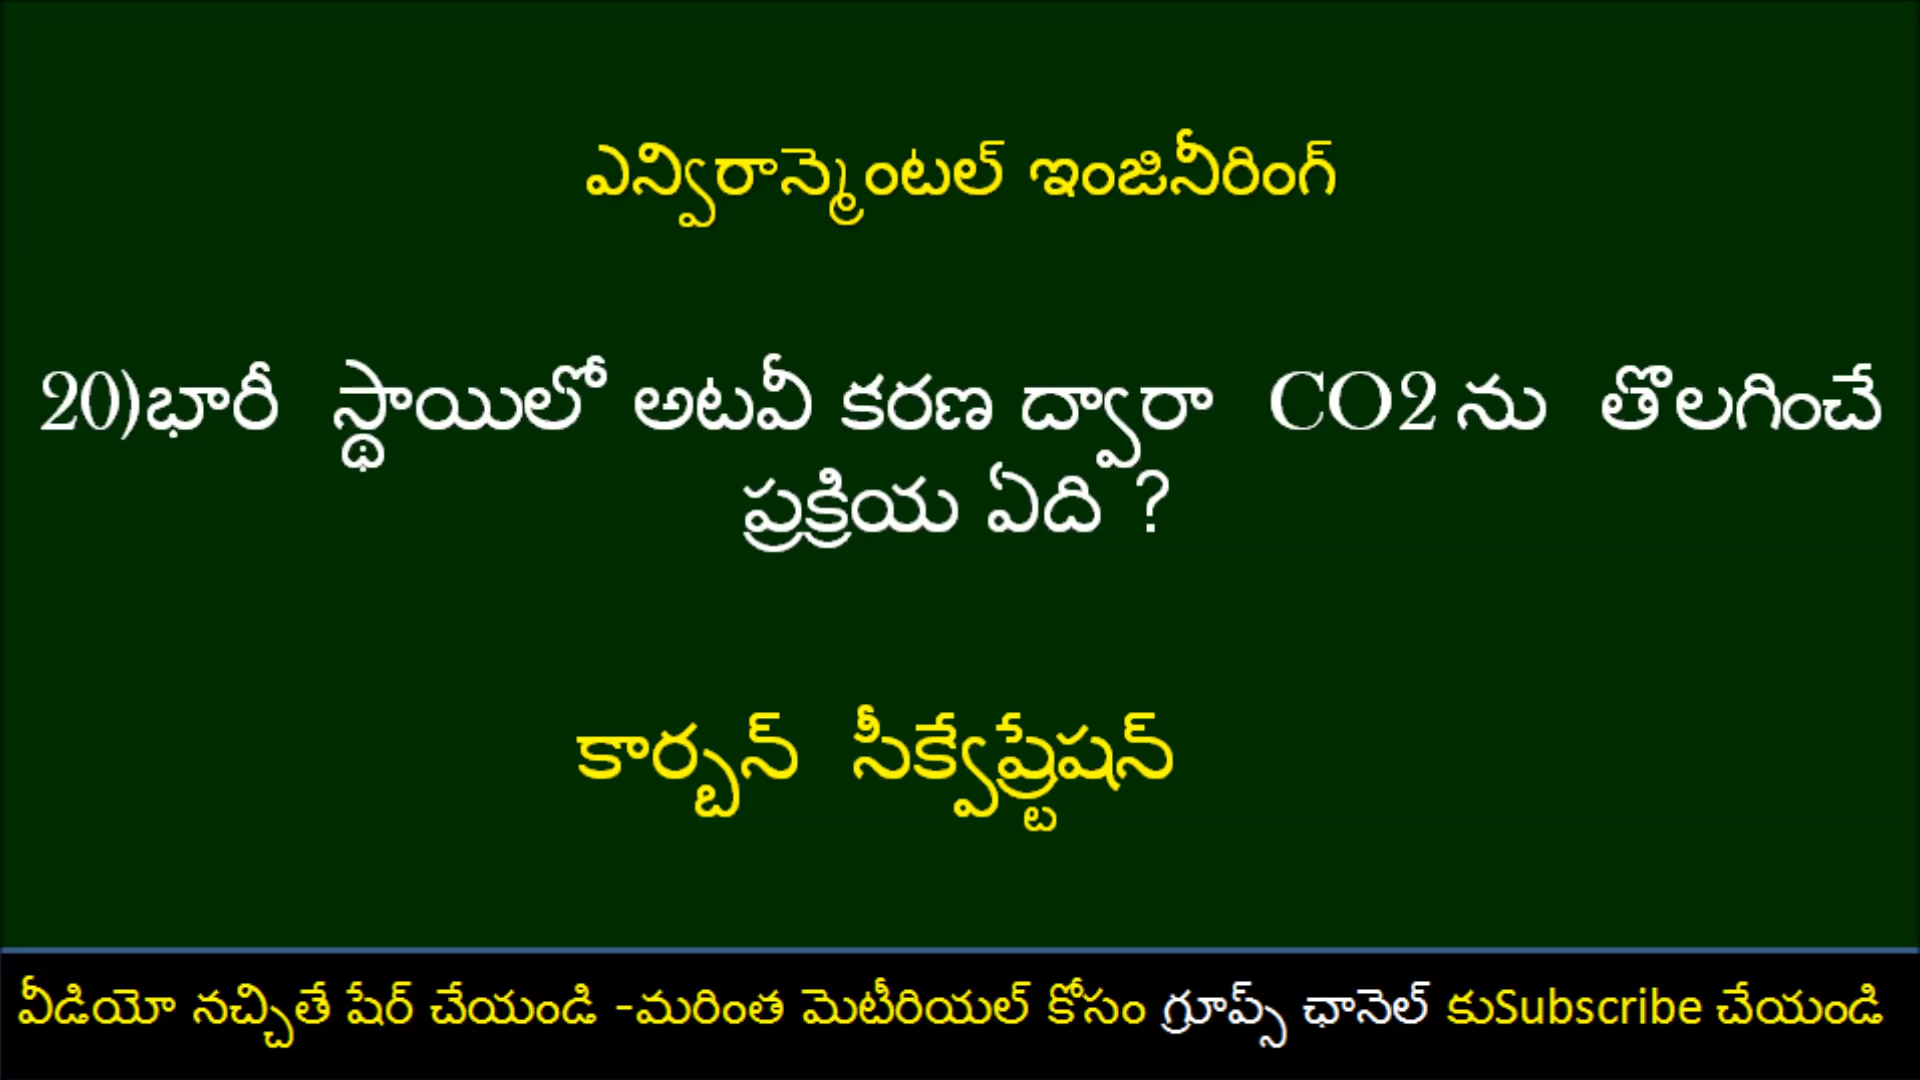 ఎన్విరాన్మెంటల్ ఇంజినీరింగ్
20)భారీ స్థాయిలో అటవీ కరణ ద్వారా CO2 ను తొలగించే
ప్రక్రియ ఏది ?
కార్బన్ సీక్వేప్ట్రేషన్
వీడియో నచ్చితే షేర్ చేయండి -మరింత మెటీరియల్ కోసం గ్రూప్స్ ఛానెల్ కుSubscribe చేయండి